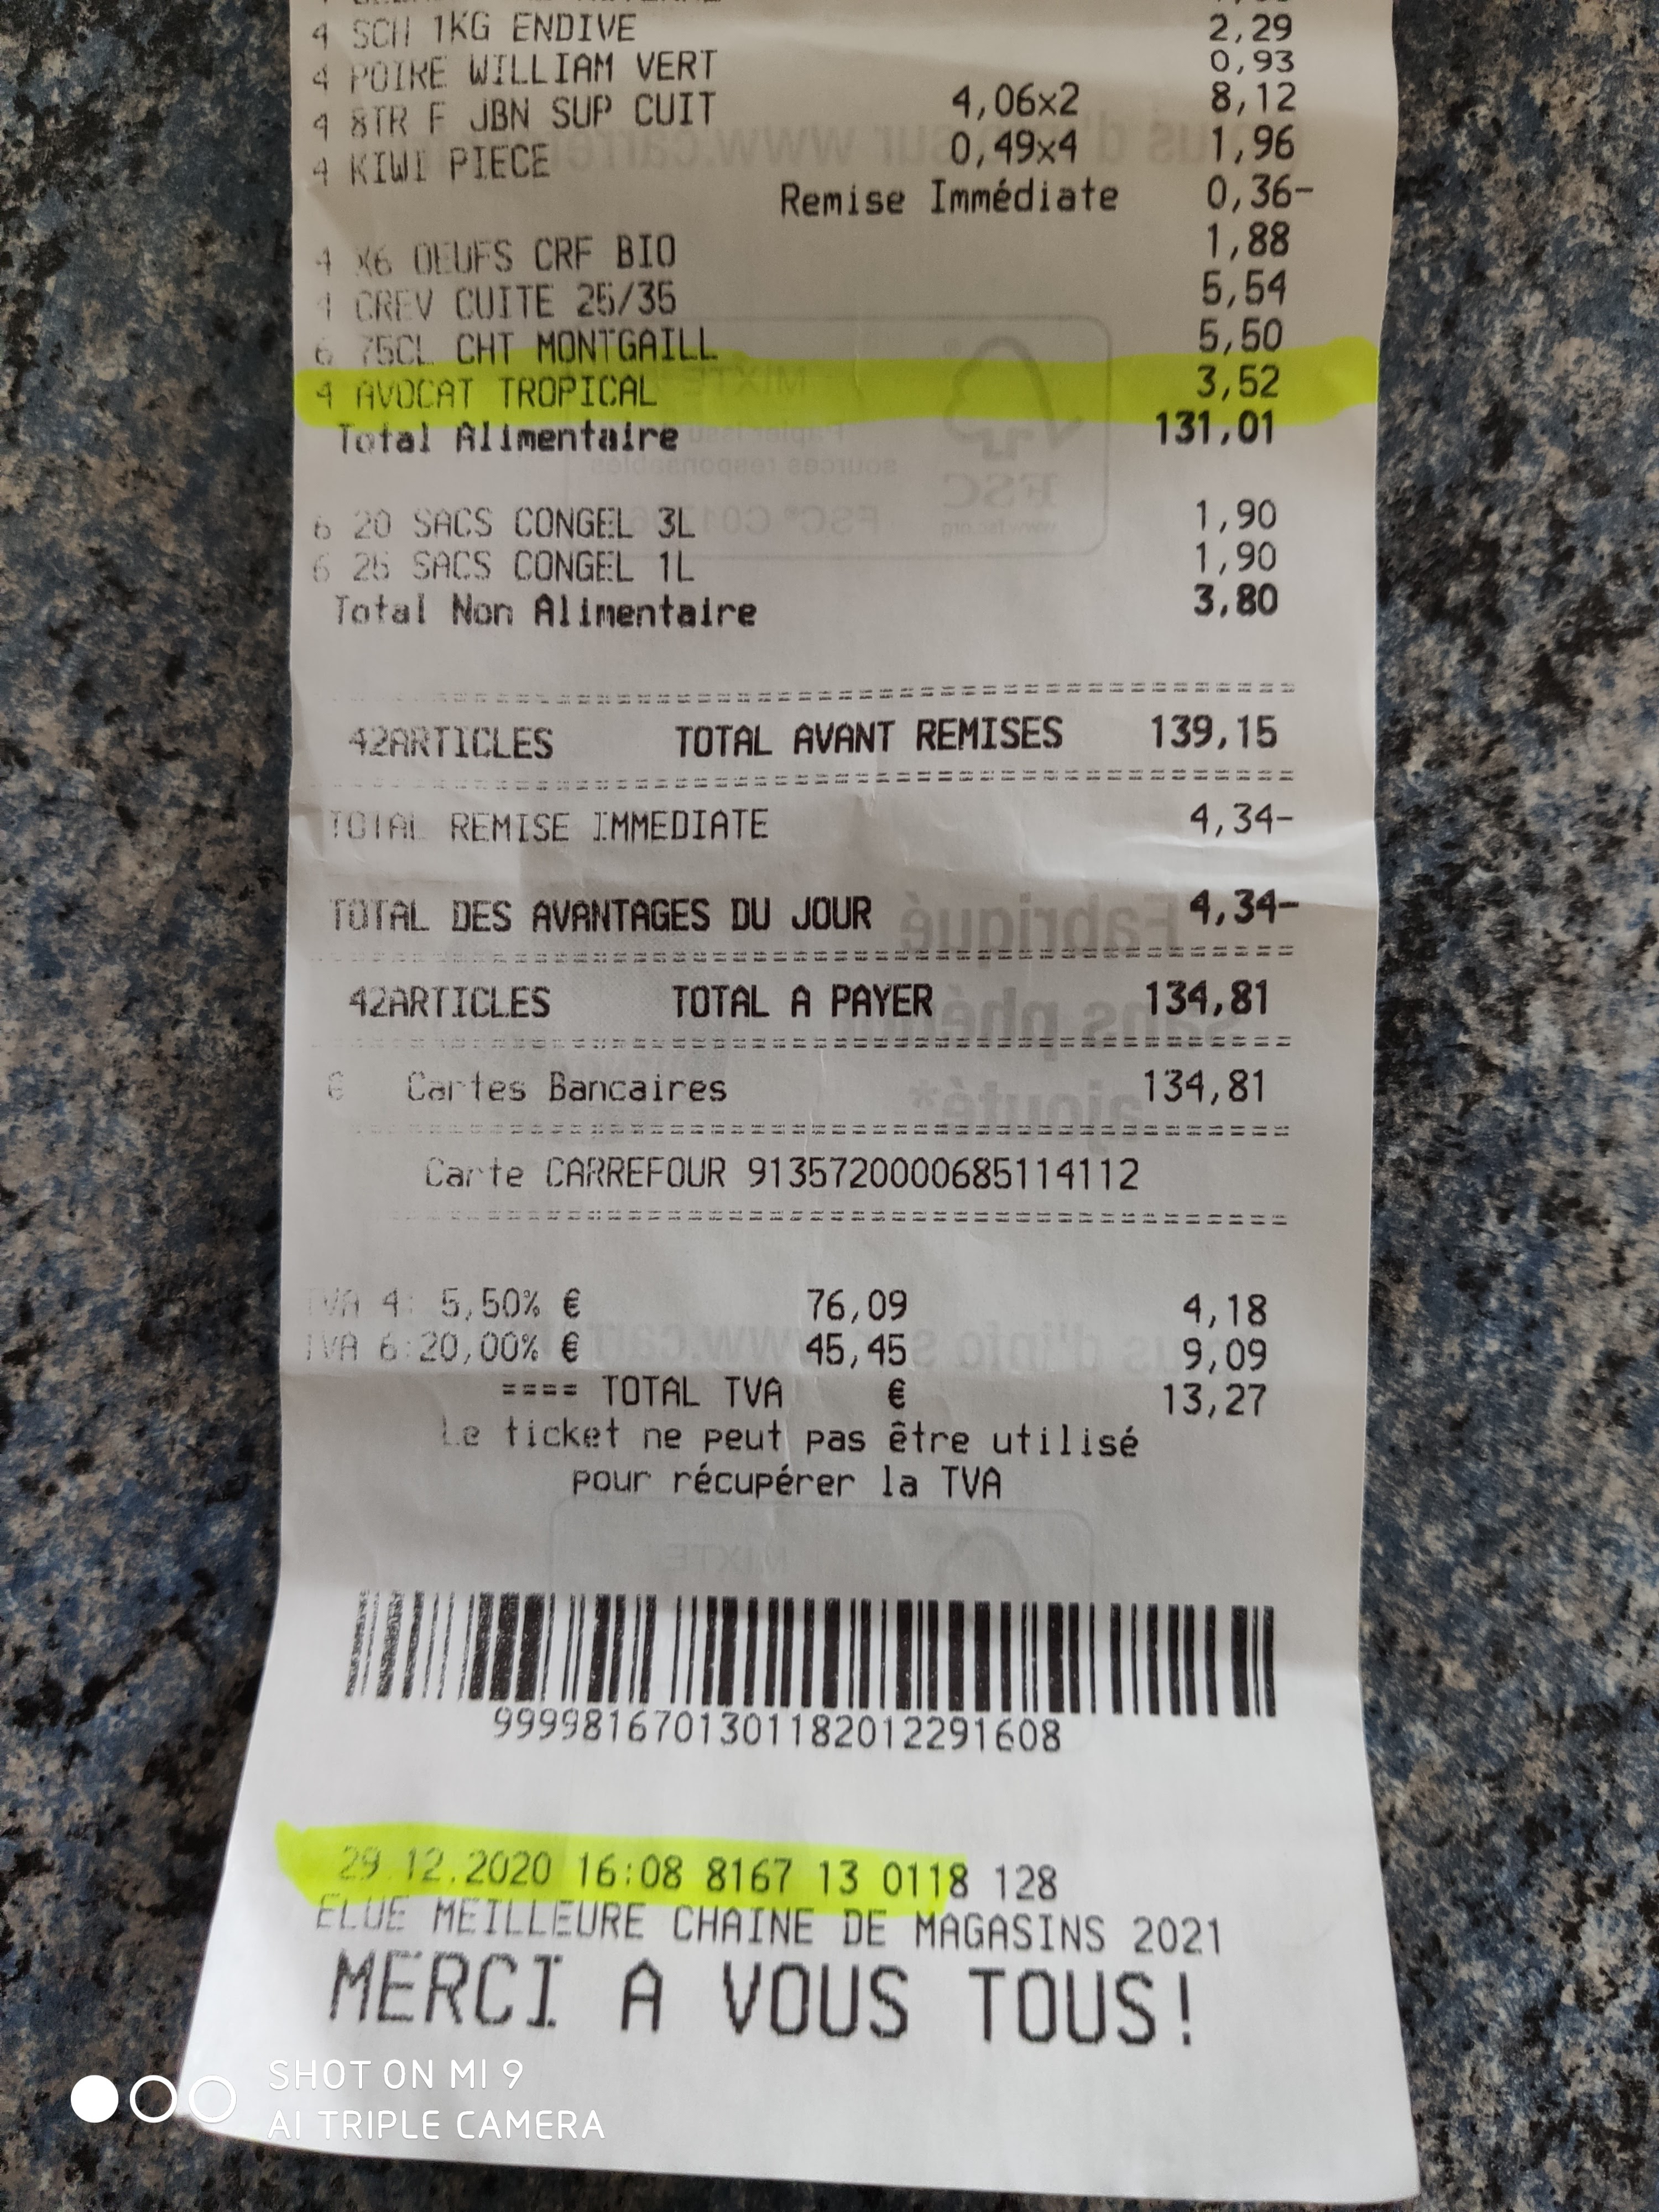 4 SCH 1KG ENDIVE 2,29
4 POIRE WILLIAM VERT 0,93
4 8TR F JBN SUP CUIT 4,06x2 8,12
4 KIWI PIECE 0,49x4 1,96
Remise Immédiate 0,36-
4 X6 OEUFS CRF BIO 1,88
4 CREV CUITE 25/35 5,54
6 75CL CHT MONTGAILL 5,50
4 AVOCAT TROPICAL 3,52
Total Alimentaire 131,01
6 20 SACS CONGEL 3L 1,90
6 25 SACS CONGEL 1L 1,90
Total Non Alimentaire 3,80
42ARTICLES TOTAL AVANT REMISES 139,15
TOTAL REMISE IMMEDIATE 4,34-
TOTAL DES AVANTAGES DU JOUR 4,34-
42ARTICLES TOTAL A PAYER 134,81
€ Cartes Bancaires 134,81
Carte CARREFOUR 9135720000685114112
TVA 4: 5,50% € 76,09 4,18
TVA 6:20,00% € 45,45 9,09
==== TOTAL TVA € 13,27
Le ticket ne peut pas être utilisé
pour récupérer la TVA
9999816701301182012291608
29.12.2020 16:08 8167 13 0118 128
ELUE MEILLEURE CHAINE DE MAGASINS 2021
MERCI A VOUS TOUS!
SHOT ON MI 9
AI TRIPLE CAMERA